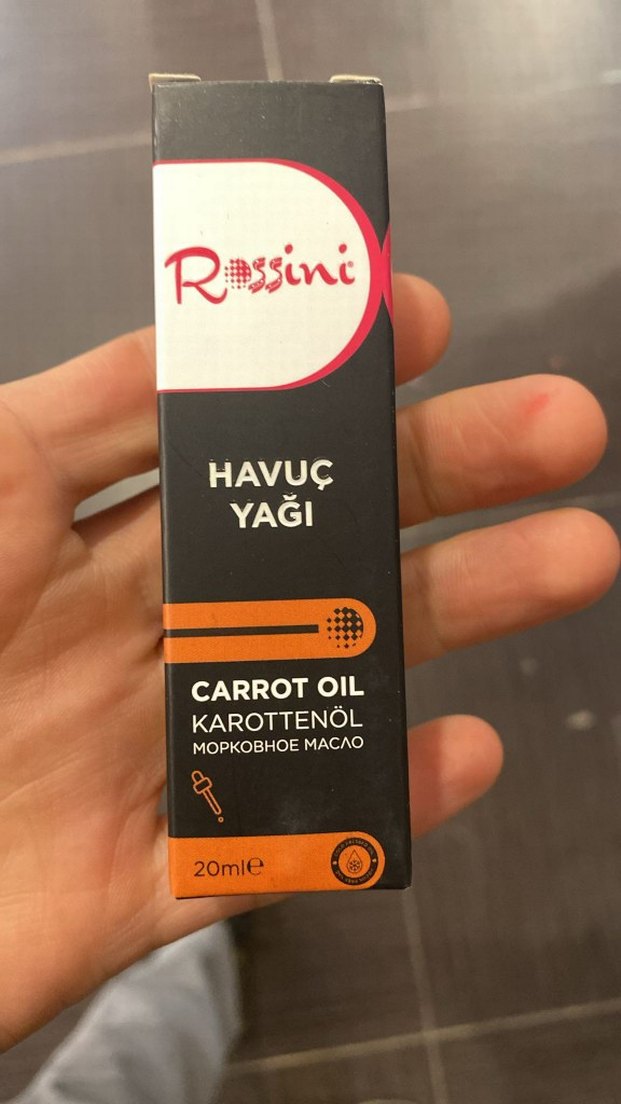 Rossini
HAVUÇ
YAĞI
CARROT OIL
KAROTTENÖL
МОРКОВНОЕ МАСЛО
20ml℮